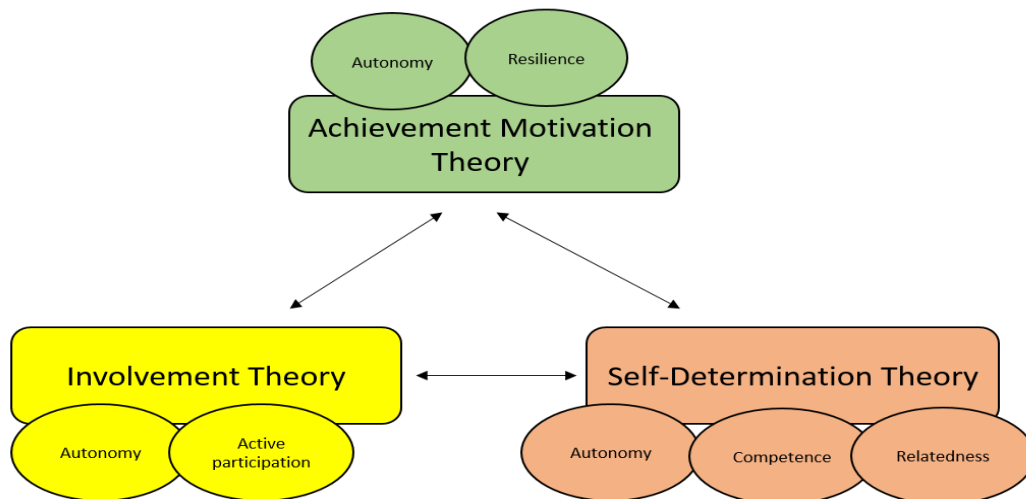 Autonomy
Resilience
Achievement Motivation
Theory
Involvement Theory
Self-Determination Theory
Autonomy
Active
participation
Autonomy
Competence
Relatedness